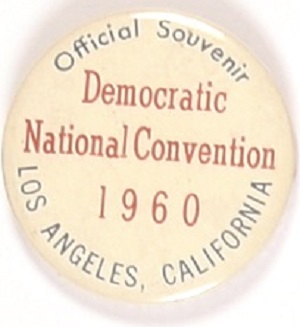 Official Souvenir
Democratic
National Convention
1960
LOS ANGELES, CALIFORNIA